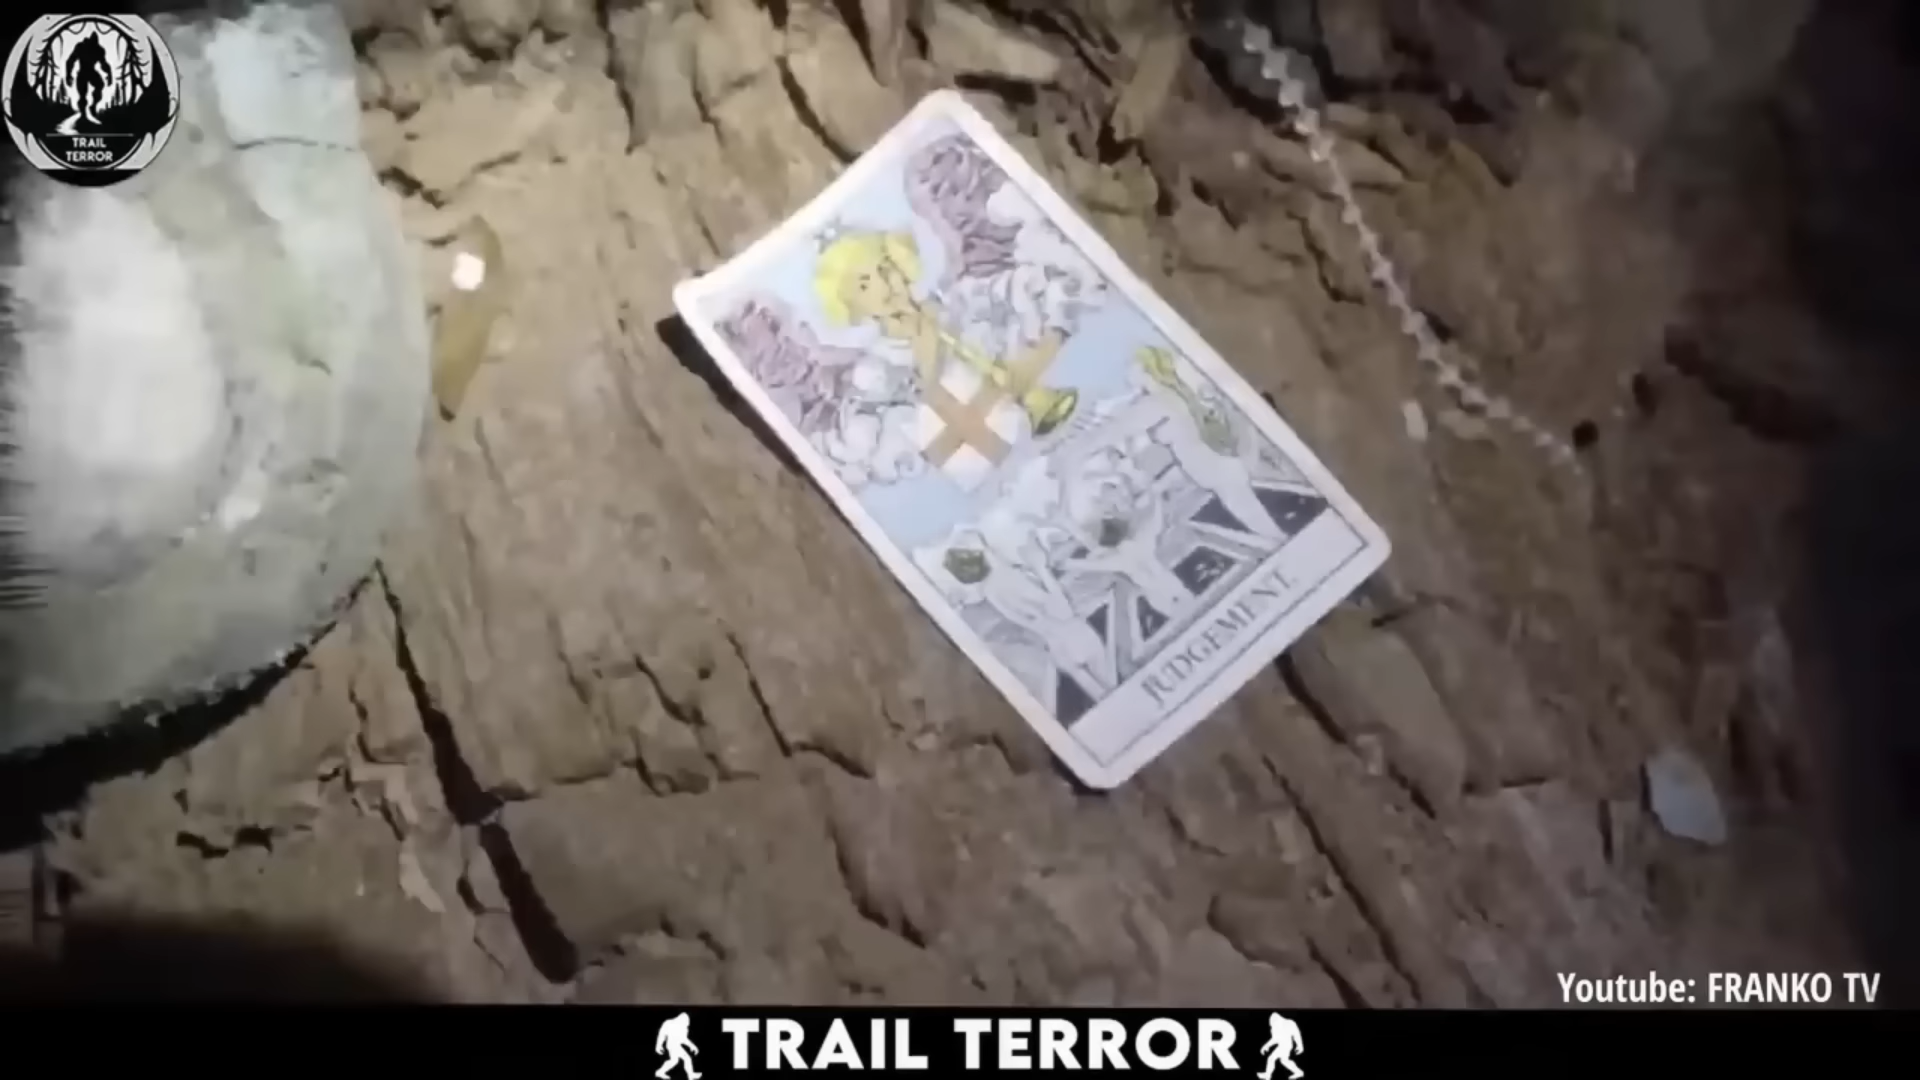 TRAIL
TERROR
JUDGEMENT.
Youtube: FRANKO TV
TRAIL TERROR